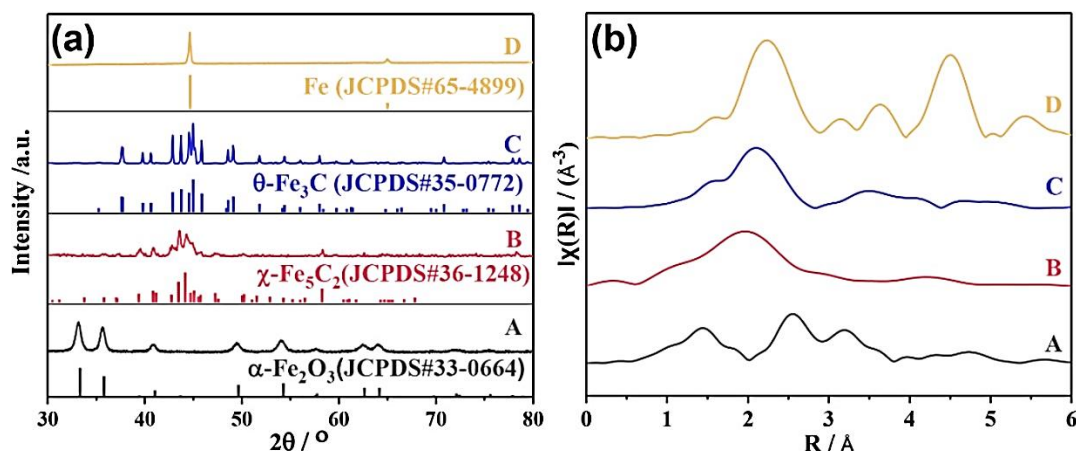 (a)
D
Fe (JCPDS#65-4899)
C
θ-Fe₃C (JCPDS#35-0772)
B
χ-Fe₅C₂(JCPDS#36-1248)
A
α-Fe₂O₃(JCPDS#33-0664)
Intensity /a.u.
30 40 50 60 70 80
2θ / °
(b)
D
C
B
A
|χ(R)| / (Å⁻³)
0 1 2 3 4 5 6
R / Å